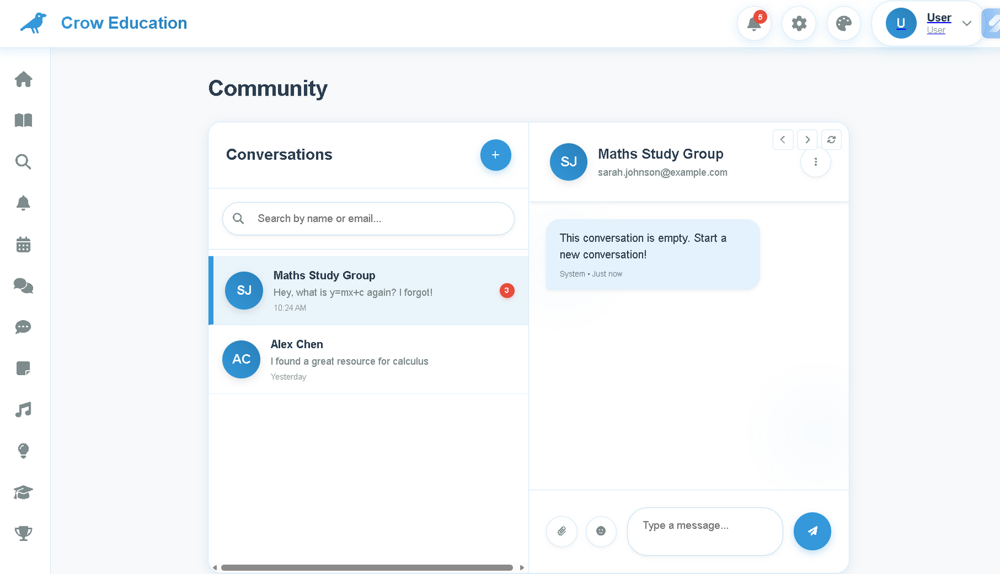 Crow Education
5
U
User
User
Community
Conversations
+
Search by name or email...
SJ
Maths Study Group
Hey, what is y=mx+c again? I forgot!
10:24 AM
3
AC
Alex Chen
I found a great resource for calculus
Yesterday
SJ
Maths Study Group
sarah.johnson@example.com
This conversation is empty. Start a
new conversation!
System • Just now
Type a message...